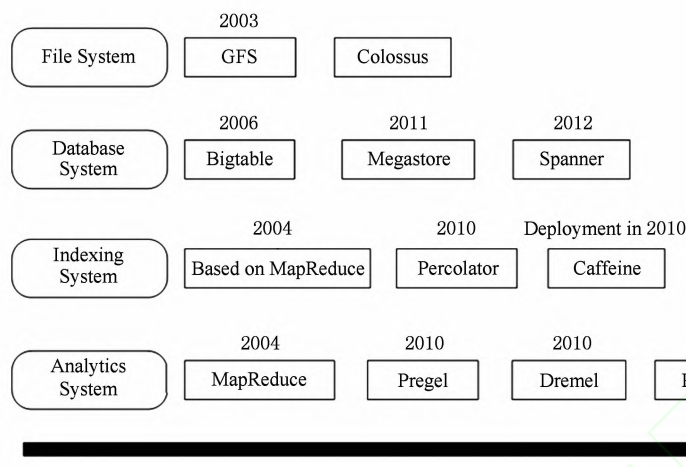 2003
File System
GFS
Colossus
2006
2011
2012
Database
System
Bigtable
Megastore
Spanner
2004
2010
Deployment in 2010
Indexing
System
Based on MapReduce
Percolator
Caffeine
2004
2010
2010
Analytics
System
MapReduce
Pregel
Dremel